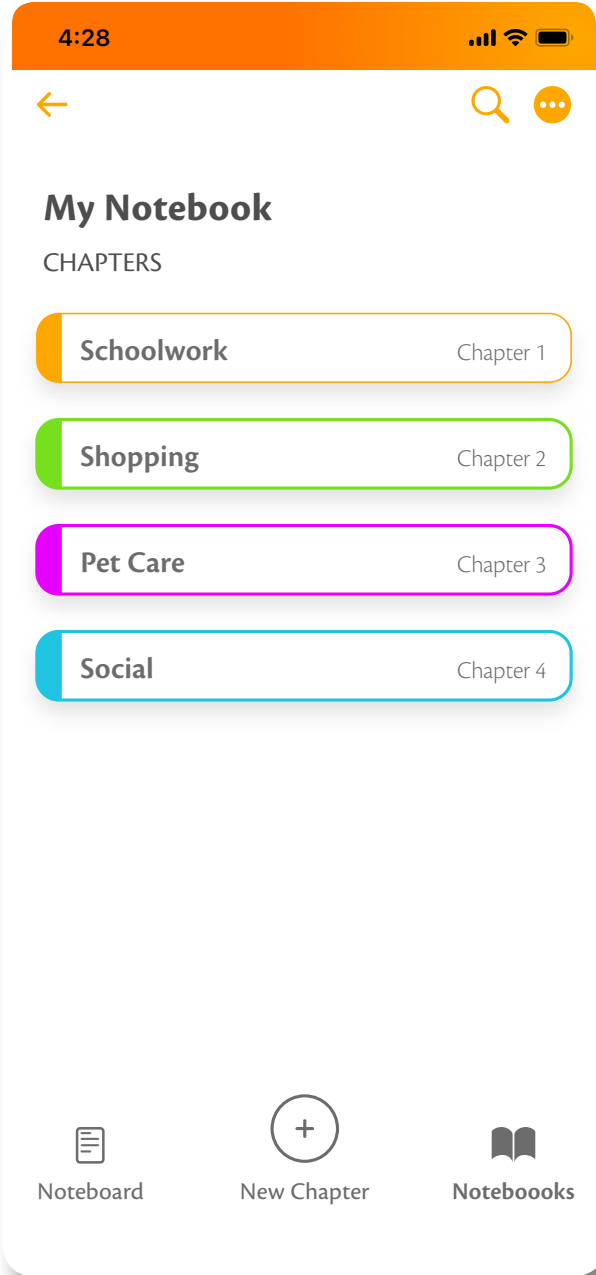 4:28
My Notebook
CHAPTERS
Schoolwork Chapter 1
Shopping Chapter 2
Pet Care Chapter 3
Social Chapter 4
Noteboard New Chapter Noteboooks